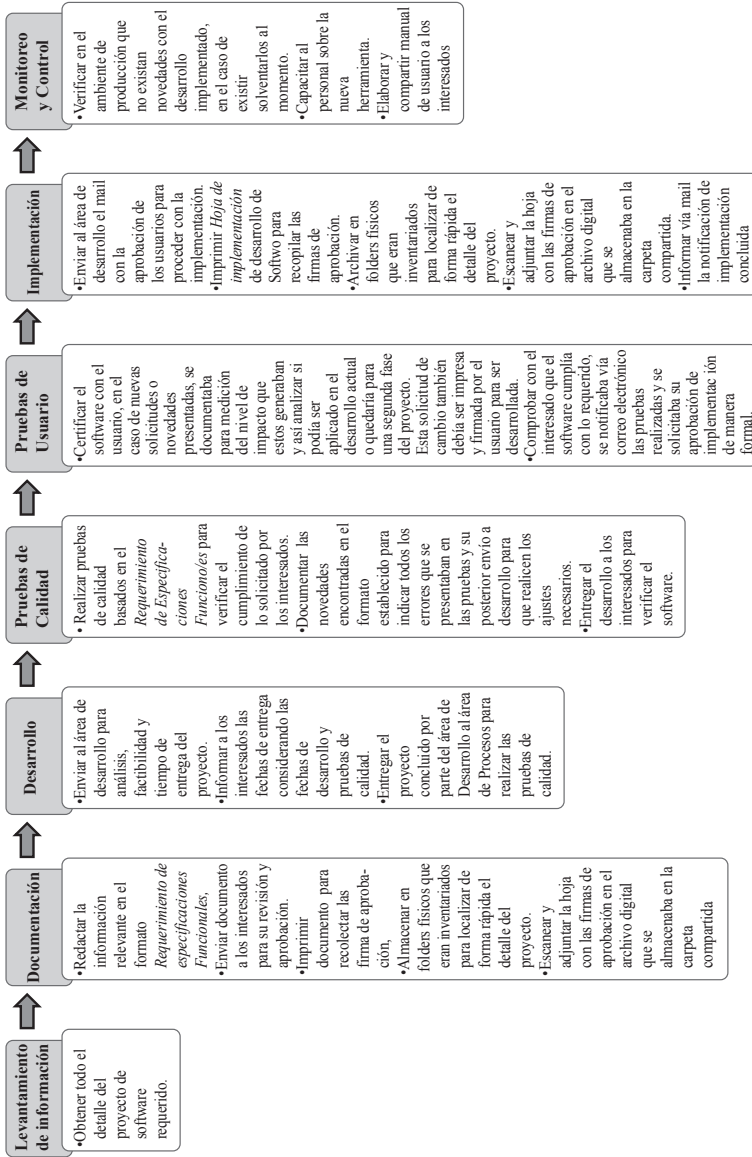 Levantamiento
de información
•Obtener todo el
detalle del
proyecto de
software
requerido.
Documentación
•Redactar la
información
relevante en el
formato
Requerimiento de
especificaciones
Funcionales,
•Enviar documento
a los interesados
para su revisión y
aprobación.
•Imprimir
documento para
recolectar las
firma de aproba-
ción,
•Almacenar en
folders físicos que
eran inventariados
para localizar de
forma rápida el
detalle del
proyecto.
•Escanear y
adjuntar la hoja
con las firmas de
aprobación en el
archivo digital
que se
almacenaba en la
carpeta
compartida
Desarrollo
•Enviar al área de
desarrollo para
análisis,
factibilidad y
tiempo de
entrega del
proyecto.
•Informar a los
interesados las
fechas de entrega
considerando las
fechas de
desarrollo y
pruebas de
calidad.
•Entregar el
proyecto
concluido por
parte del área de
Desarrollo al área
de Procesos para
realizar las
pruebas de
calidad.
Pruebas de
Calidad
• Realizar pruebas
de calidad
basados en el
Requerimiento
de Especifica-
ciones
Funciono/es para
verificar el
cumplimiento de
lo solicitado por
los interesados.
•Documentar las
novedades
encontradas en el
formato
establecido para
indicar todos los
errores que se
presentaban en
las pruebas y su
posterior envío a
desarrollo para
que realicen los
ajustes
necesarios.
•Entregar el
desarrollo a los
interesados para
verificar el
software.
Pruebas de
Usuario
•Certificar el
software con el
usuario, en el
caso de nuevas
solicitudes o
novedades
presentadas, se
documentaba
para medición
del nivel de
impacto que
estos generaban
y así analizar si
podía ser
aplicado en el
desarrollo actual
o quedaría para
una segunda fase
del proyecto.
Esta solicitud de
cambio también
debía ser impresa
y firmada por el
usuario para ser
desarrollada.
•Comprobar con el
interesado que el
software cumplía
con lo requerido,
se notificaba vía
correo electrónico
las pruebas
realizadas y se
solicitaba su
aprobación de
implementac ión
de manera
formal.
Implementación
•Enviar al área de
desarrollo el mail
con la
aprobación de
los usuarios para
proceder con la
implementación.
•Imprimir Hoja de
implementación
de desarrollo de
Softwo para
recopilar las
firmas de
aprobación.
•Archivar en
folders físicos
que eran
inventariados
para localizar de
forma rápida el
detalle del
proyecto.
•Escanear y
adjuntar la hoja
con las firmas de
aprobación en el
archivo digital
que se
almacenaba en la
carpeta
compartida.
•Informar vía mail
la notificación de
implementación
concluida
Monitoreo
y Control
•Verificar en el
ambiente de
producción que
no existan
novedades con el
desarrollo
implementado,
en el caso de
existir
solventarlos al
momento.
•Capacitar al
personal sobre la
nueva
herramienta.
•Elaborar y
compartir manual
de usuario a los
interesados